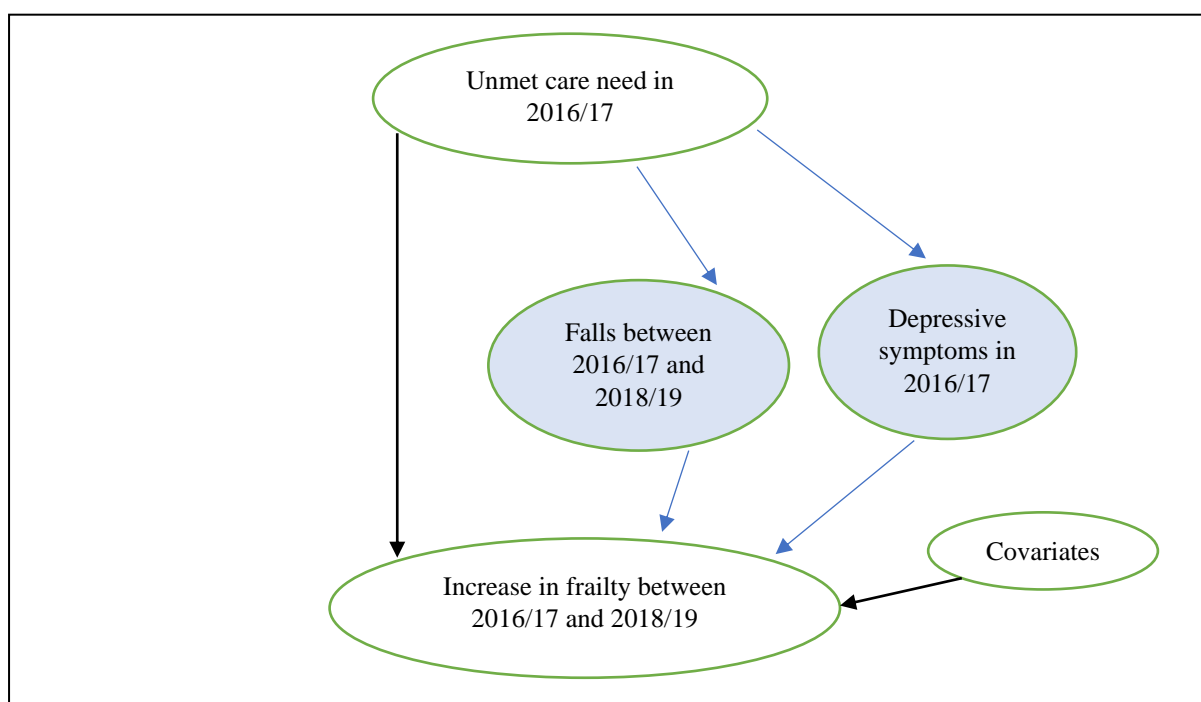 Unmet care need in
2016/17
Falls between
2016/17 and
2018/19
Depressive
symptoms in
2016/17
Covariates
Increase in frailty between
2016/17 and 2018/19